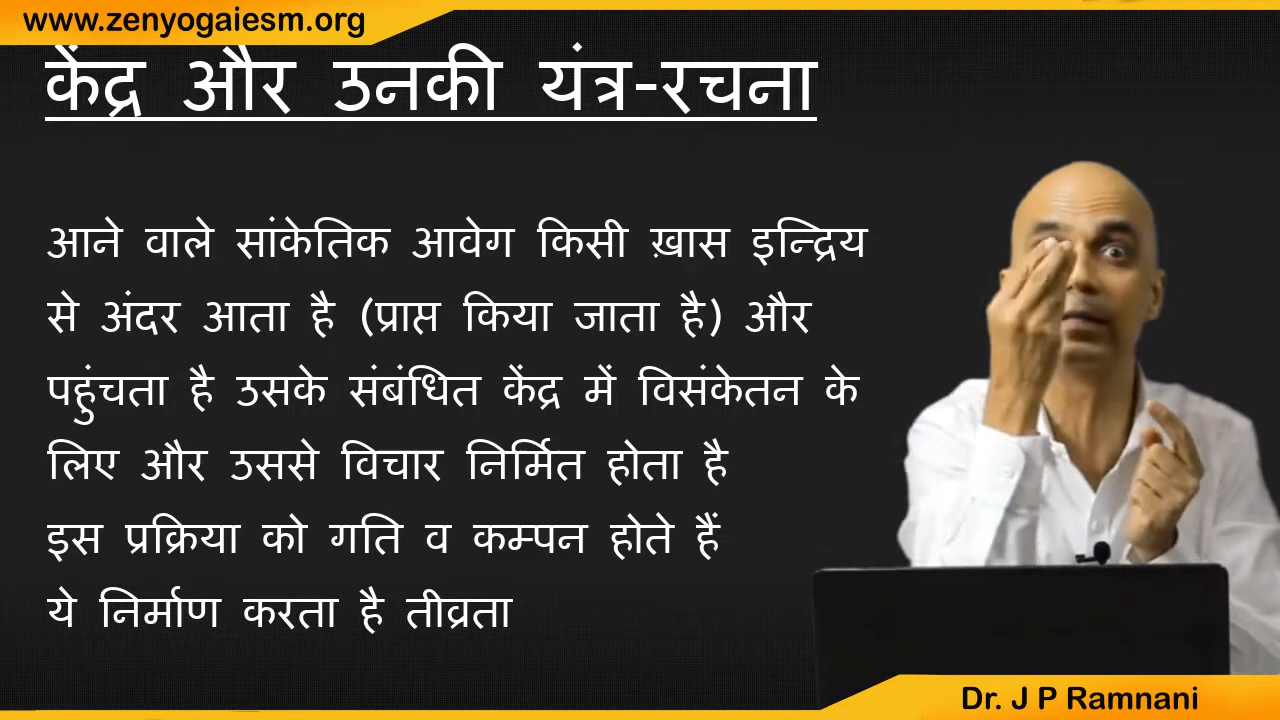 www.zenyogaiesm.org
केंद्र और उनकी यंत्र-रचना
आने वाले सांकेतिक आवेग किसी ख़ास इन्द्रिय
से अंदर आता है (प्राप्त किया जाता है) और
पहुंचता है उसके संबंधित केंद्र में विसंकेतन के
लिए और उससे विचार निर्मित होता है
इस प्रक्रिया को गति व कम्पन होते हैं
ये निर्माण करता है तीव्रता
Dr. J P Ramnani